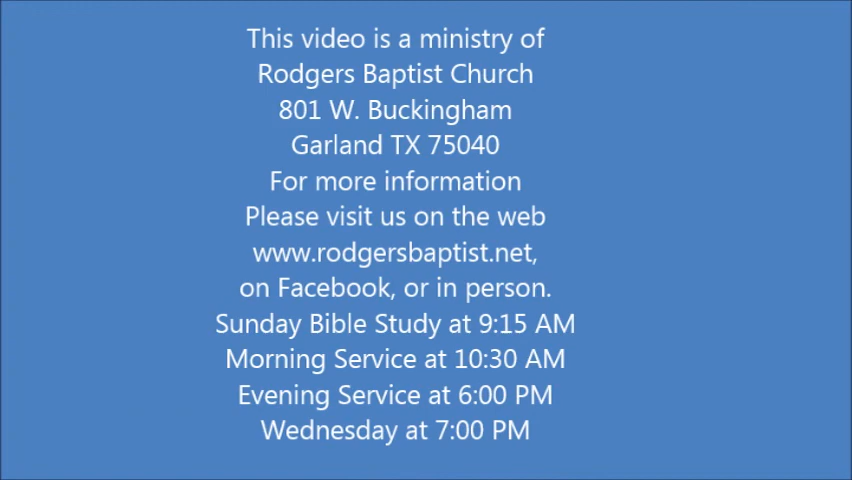 This video is a ministry of
Rodgers Baptist Church
801 W. Buckingham
Garland TX 75040
For more information
Please visit us on the web
www.rodgersbaptist.net,
on Facebook, or in person.
Sunday Bible Study at 9:15 AM
Morning Service at 10:30 AM
Evening Service at 6:00 PM
Wednesday at 7:00 PM